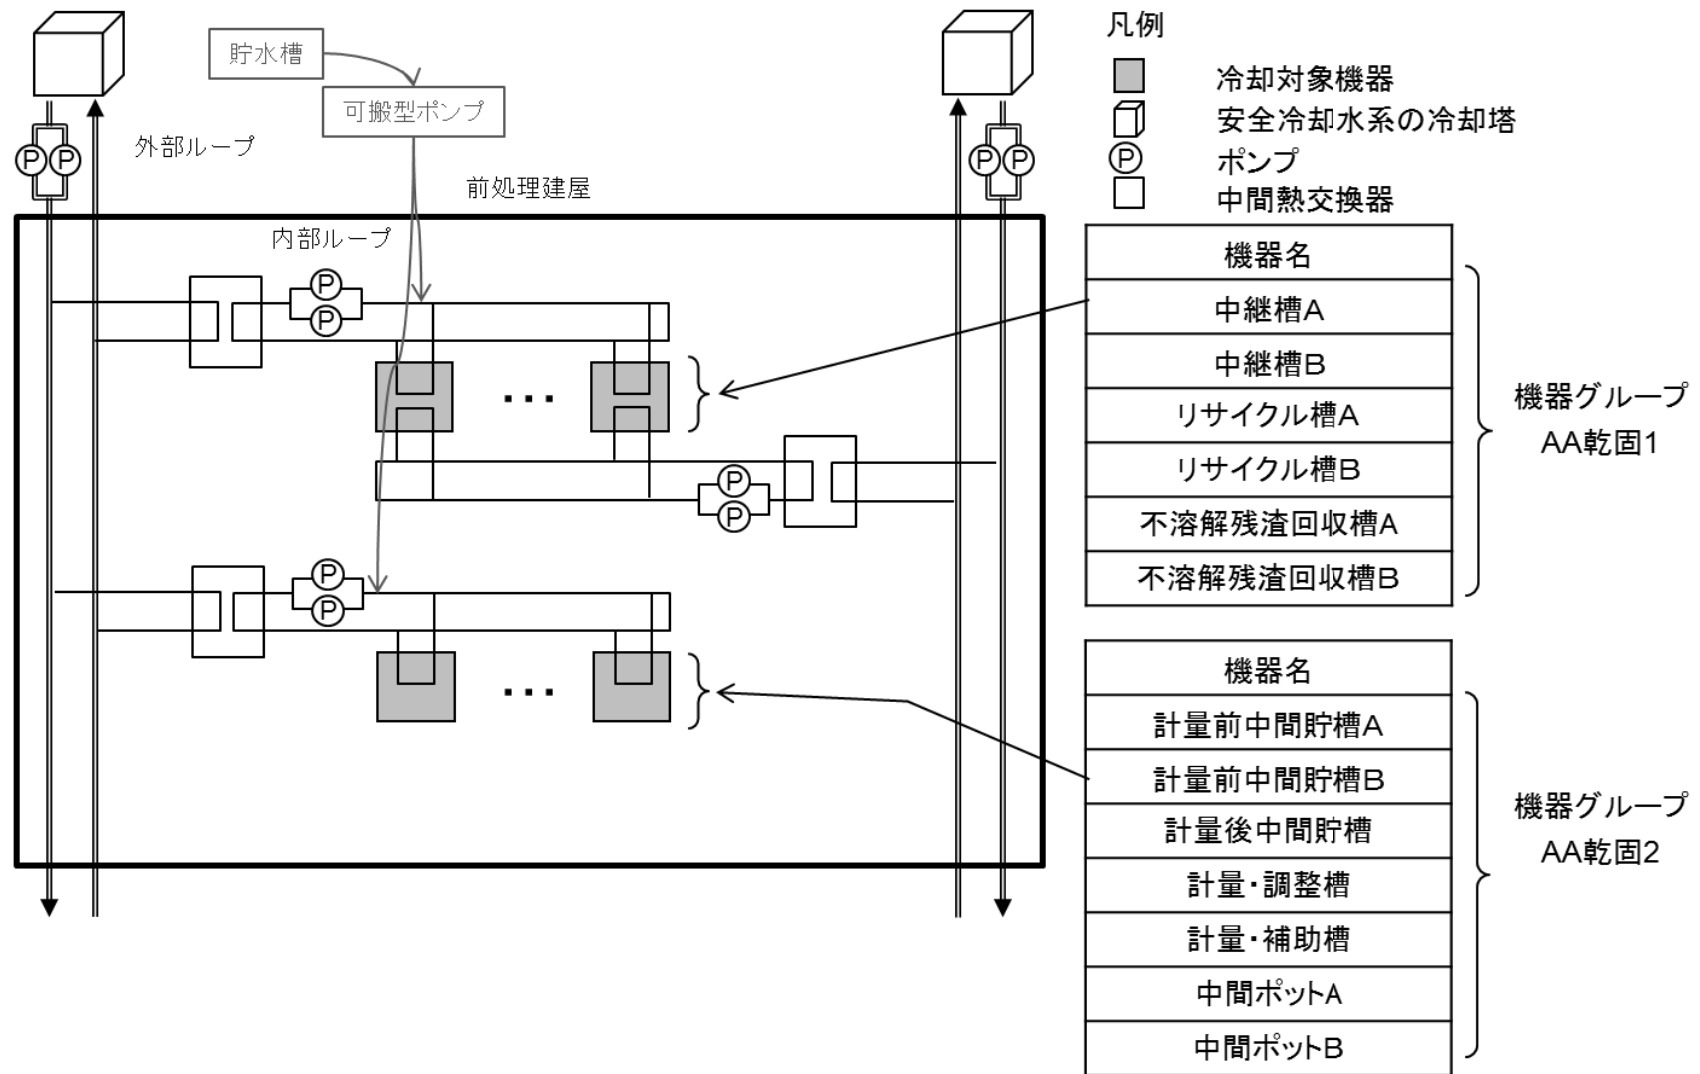 貯水槽
可搬型ポンプ
外部ループ
前処理建屋
内部ループ
P
P
P
P
P
P
P
P
P
P
凡例
冷却対象機器
安全冷却水系の冷却塔
P
ポンプ
中間熱交換器
機器名
中継槽A
中継槽B
リサイクル槽A
リサイクル槽B
不溶解残渣回収槽A
不溶解残渣回収槽B
機器グループ
AA乾固1
機器名
計量前中間貯槽A
計量前中間貯槽B
計量後中間貯槽
計量・調整槽
計量・補助槽
中間ポットA
中間ポットB
機器グループ
AA乾固2